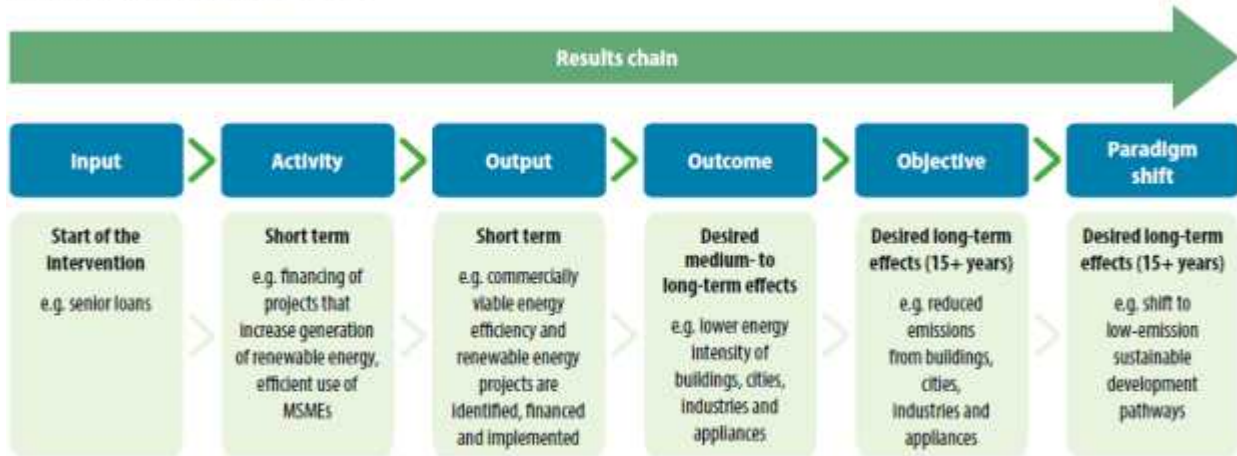 Results chain
Input
Activity
Output
Outcome
Objective
Paradigm
shift
Start of the
intervention
e.g. senior loans
Short term
e.g. financing of
projects that
increase generation
of renewable energy,
efficient use of
MSMEs
Short term
e.g. commercially
viable energy
efficiency and
renewable energy
projects are
identified, financed
and implemented
Desired
medium- to
long-term effects
e.g. lower energy
intensity of
buildings, cities,
industries and
appliances
Desired long-term
effects (15+ years)
e.g. reduced
emissions
from buildings,
cities,
industries and
appliances
Desired long-term
effects (15+ years)
e.g. shift to
low-emission
sustainable
development
pathways